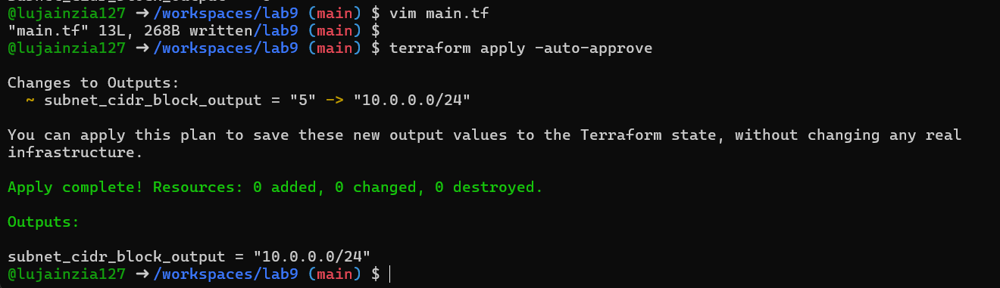 @lujainzia127 ➜ /workspaces/lab9 (main) $ vim main.tf
"main.tf" 13L, 268B written/lab9 (main) $
@lujainzia127 ➜ /workspaces/lab9 (main) $ terraform apply -auto-approve
Changes to Outputs:
~ subnet_cidr_block_output = "5" -> "10.0.0.0/24"
You can apply this plan to save these new output values to the Terraform state, without changing any real
infrastructure.
Apply complete! Resources: 0 added, 0 changed, 0 destroyed.
Outputs:
subnet_cidr_block_output = "10.0.0.0/24"
@lujainzia127 ➜ /workspaces/lab9 (main) $